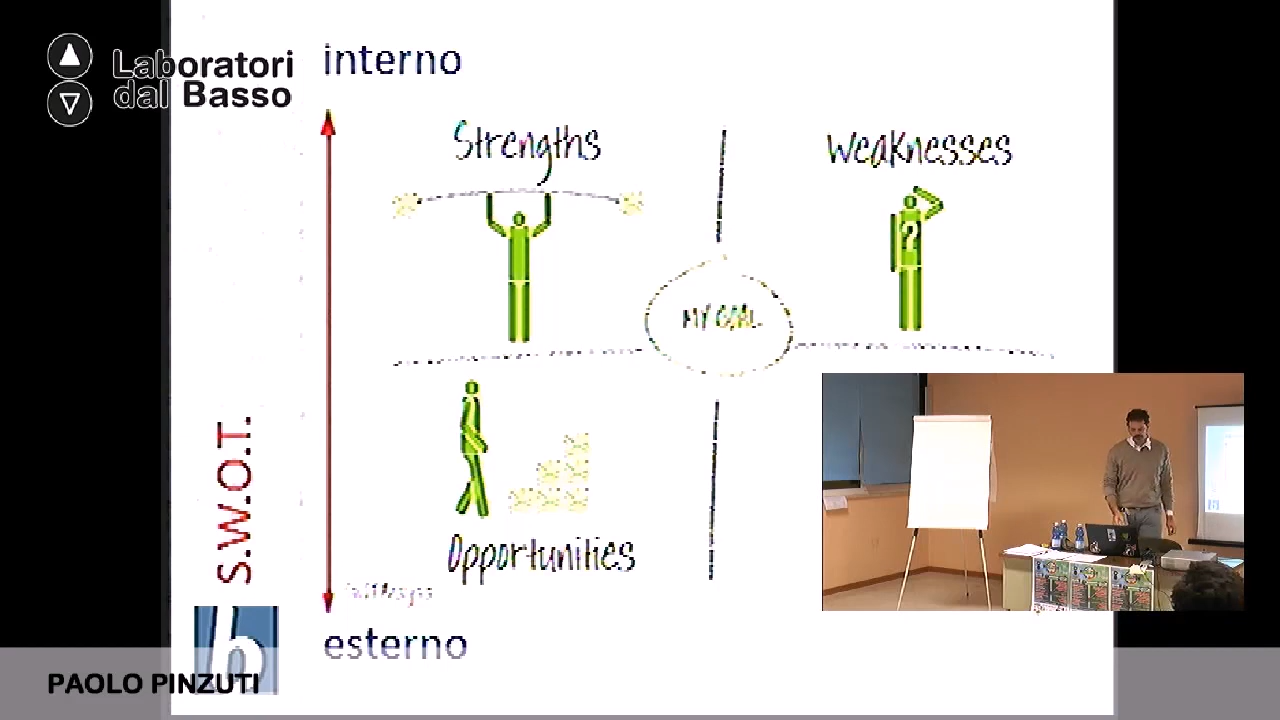 Laboratori
dal Basso
interno
Strengths
Weaknesses
?
MY GOAL
S.W.O.T.
Opportunities
esterno
b
PAOLO PINZUTI